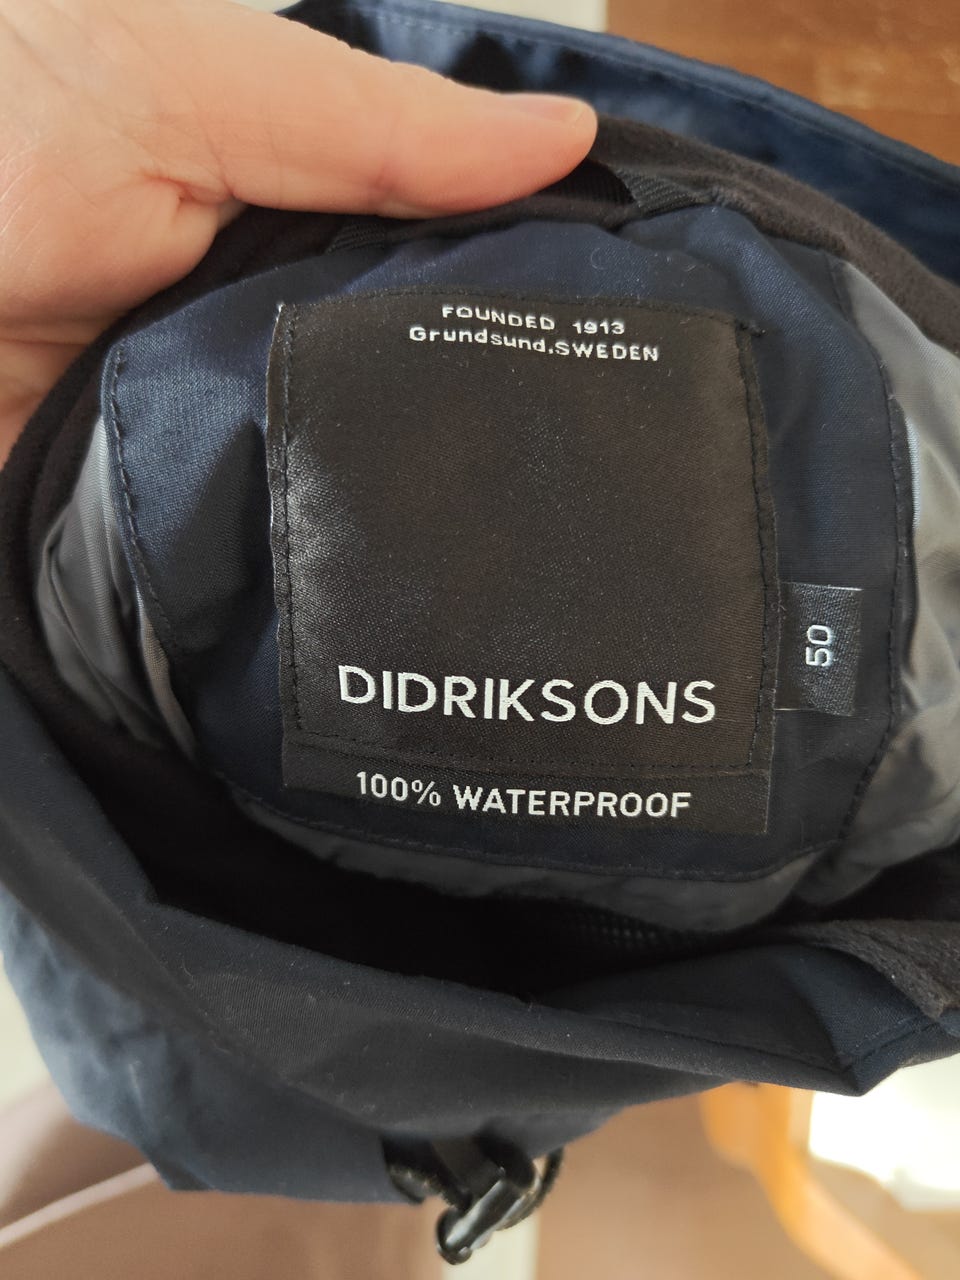 FOUNDED 1913
Grundsund,SWEDEN
DIDRIKSONS
50
100% WATERPROOF